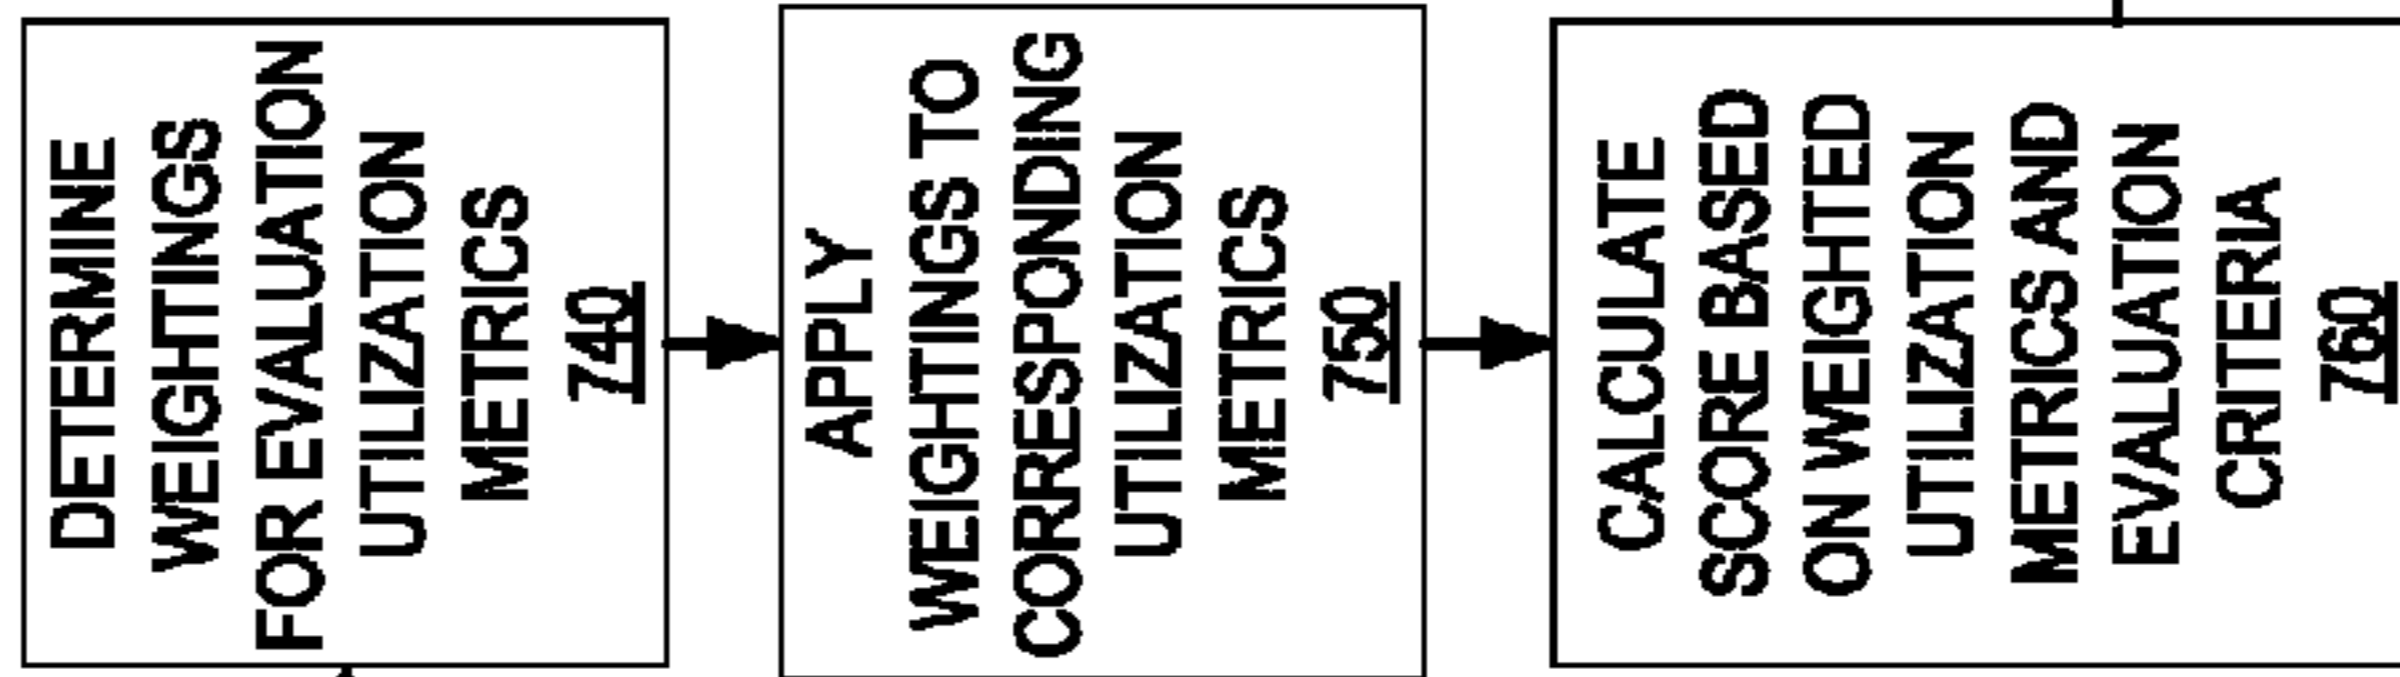 DETERMINE
WEIGHTINGS
FOR EVALUATION
UTILIZATION
METRICS
740
APPLY
WEIGHTINGS TO
CORRESPONDING
UTILIZATION
METRICS
750
CALCULATE
SCORE BASED
ON WEIGHTED
UTILIZATION
METRICS AND
EVALUATION
CRITERIA
760